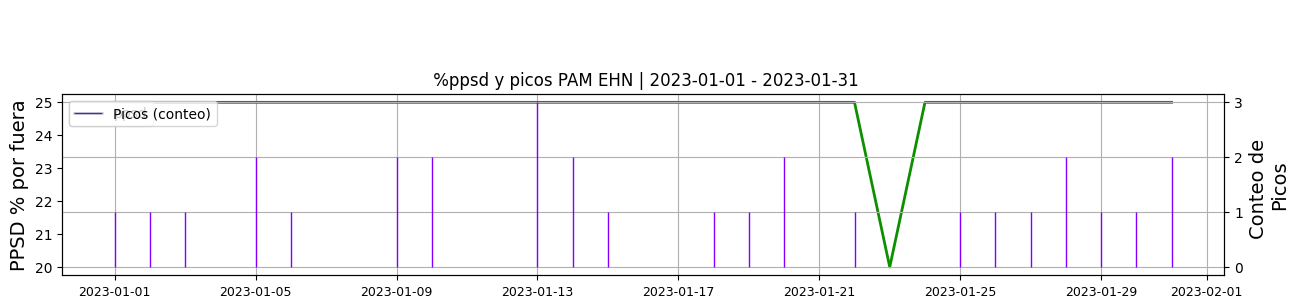 %ppsd y picos PAM EHN | 2023-01-01 - 2023-01-31
PPSD % por fuera
25
24
23
22
21
20
Picos (conteo)
3
2
1
0
Conteo de
Picos
2023-01-01 2023-01-05 2023-01-09 2023-01-13 2023-01-17 2023-01-21 2023-01-25 2023-01-29 2023-02-01